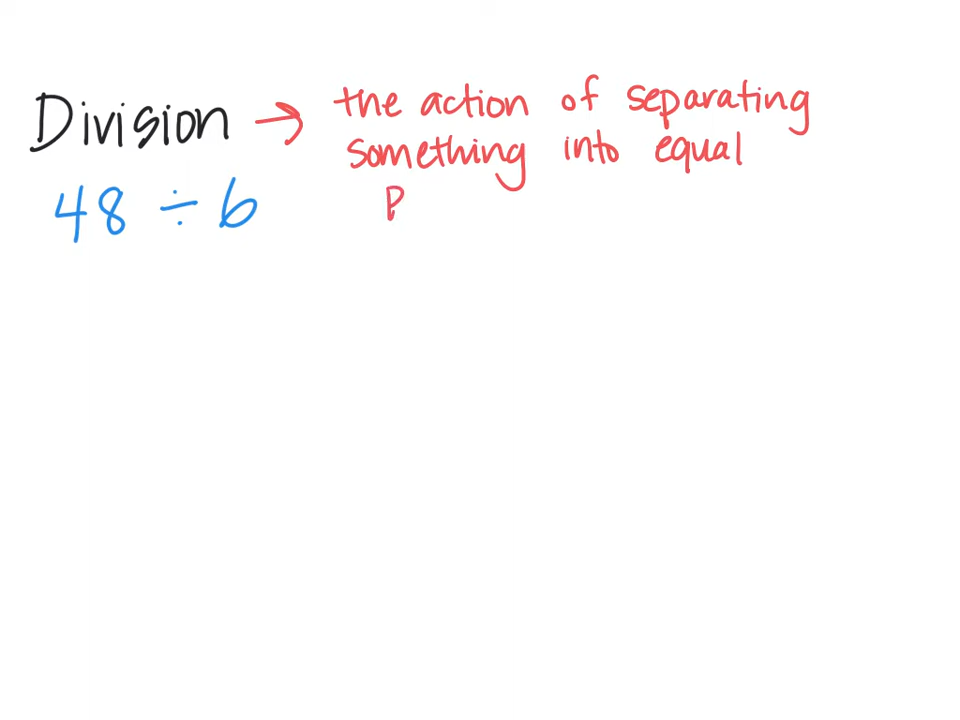 Division → the action of separating
something into equal
48 ÷ 6 P